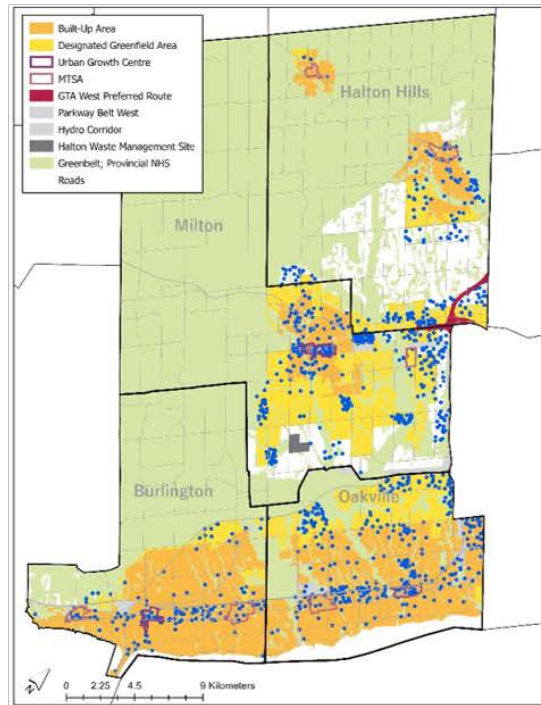 Built-Up Area
Designated Greenfield Area
Urban Growth Centre
MTSA
GTA West Preferred Route
Parkway Belt West
Hydro Corridor
Halton Waste Management Site
Greenbelt; Provincial NHS
Roads
Halton Hills
Milton
Burlington
Oakville
N
0 2.25 4.5 9 Kilometers